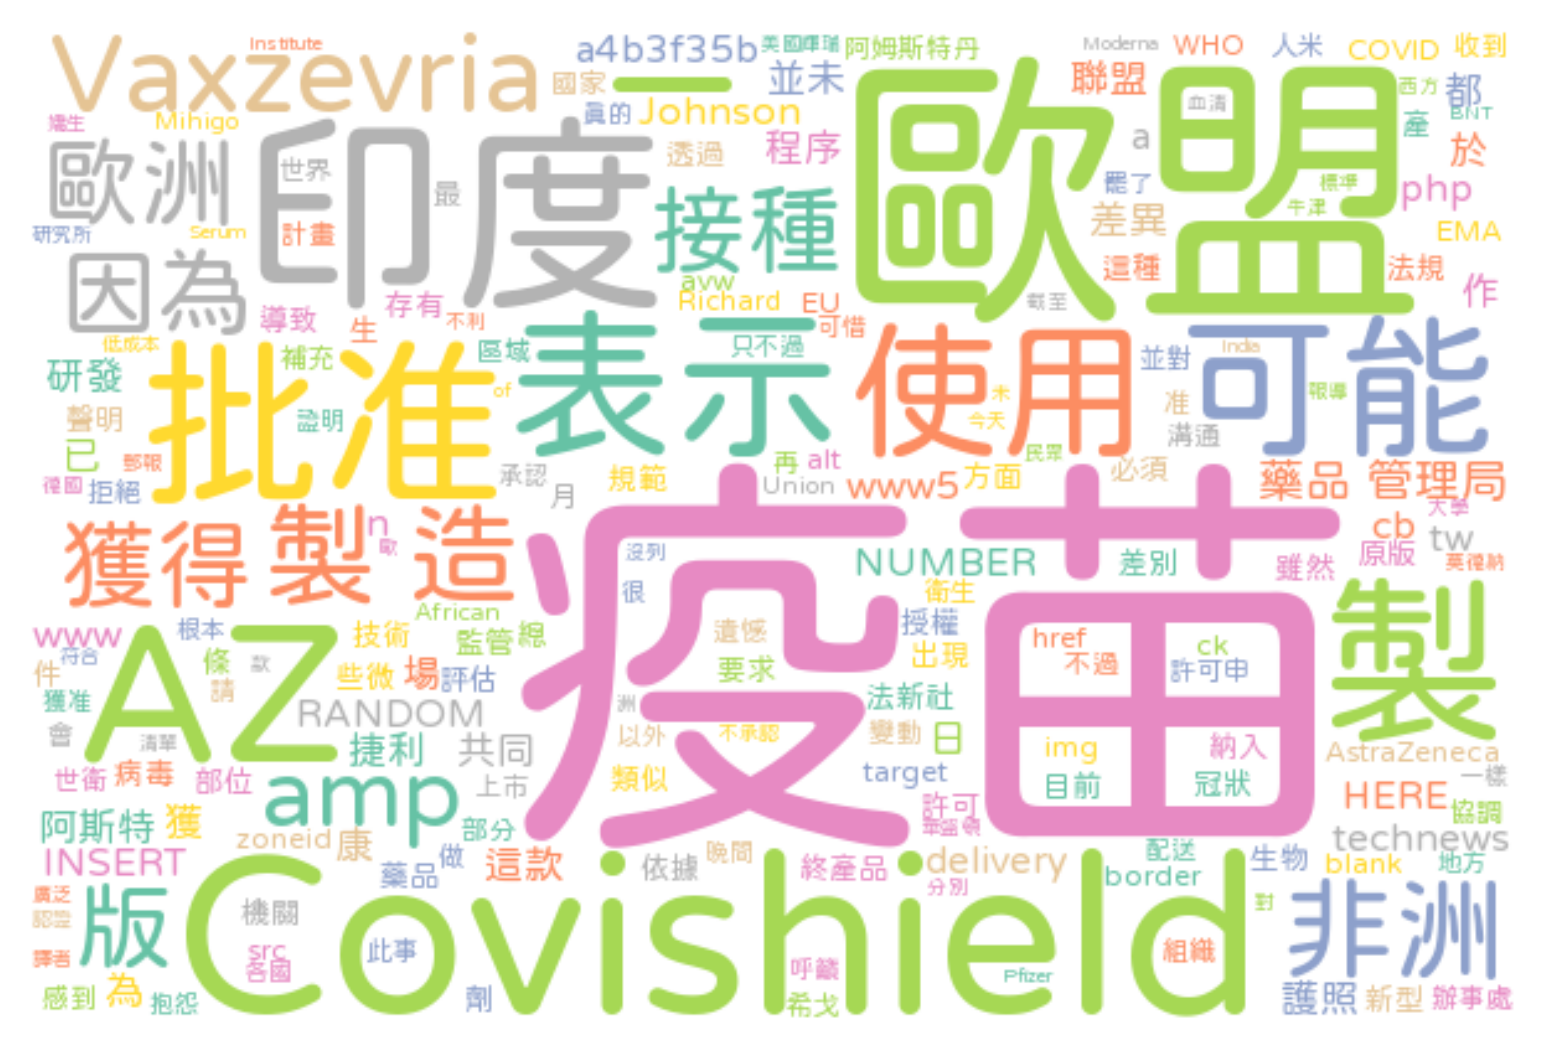 Institute
Vaxzevria
a4b3f35b
美國輝瑞
阿姆斯特丹
Moderna
WHO
人米
COVID
收到
國家
一
並未
歐盟
聯盟
血清
西方
都
BNT
嬌生
Mihigo
真的
Johnson
a
產
歐洲
印度
世界
最
透過
程序
罷了
標準
牛津
於
php
研究所
Serum
計畫
接種
差異
EMA
因為
avw
這種
法規
作
導致
存有
生
不利
Richard
EU
可惜
截至
低成本
補充
區域
表示
只不過
使用
並對
India
可能
研發
批准
of
未
今天
報導
聲明
證明
准
溝通
已
郵報
德國
拒絕
承認
月
規範
再
alt
Union
www5
方面
民眾
必須
藥品
管理局
大學
獲得
製造
n
歐
疫苗
沒列
很
NUMBER
差別
雖然
cb
原版
tw
莫德納
African
衛生
製
www
根本
技術
監管
總
遺憾
授權
href
不過
ck
許可申
件
符合
條
款
請
些微
場
評估
要求
出現
獲准
AZ
RANDOM
洲
法新社
會
清單
捷利
共同
以外
不承認
變動
日
img
納入
AstraZeneca
世衛
病毒
部位
amp
上市
類似
target
目前
冠狀
一樣
HERE
協調
阿斯特
獲
許可
華盛頓
technews
zoneid
康
部分
INSERT
藥品
做
這款
依據
晚間
終產品
delivery
分別
配送
border
生物
blank
地方
廣泛
認證
版
Covishield
機關
對
非洲
譯者
src
各國
此事
呼籲
Pfizer
組織
感到
為
抱怨
劑
希戈
護照
新型
辦事處